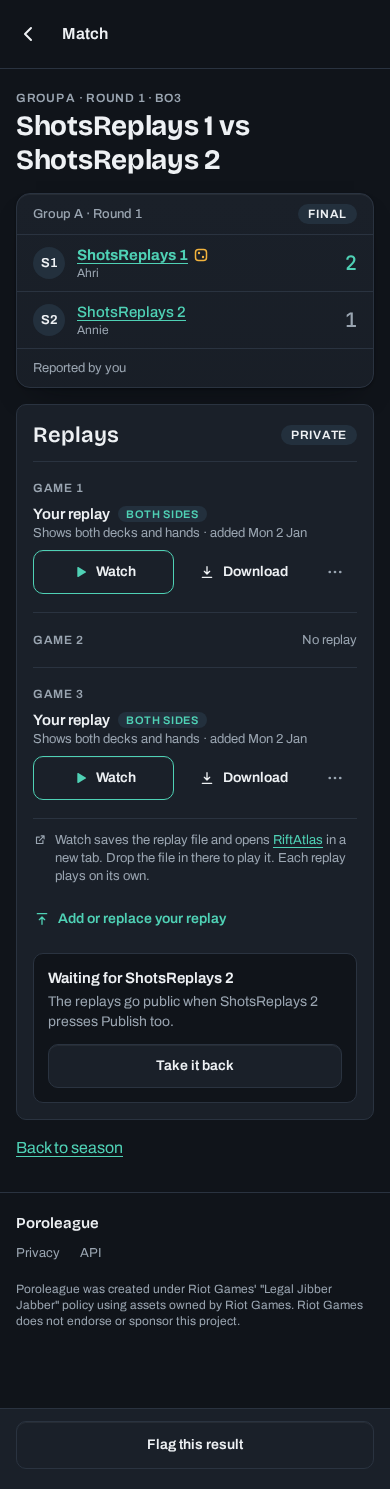 Match
GROUP A · ROUND 1 · BO3
ShotsReplays 1 vs
ShotsReplays 2
Group A · Round 1
FINAL
S1
ShotsReplays 1
2
Ahri
S2
ShotsReplays 2
1
Annie
Reported by you
Replays
PRIVATE
GAME 1
Your replay BOTH SIDES
Shows both decks and hands · added Mon 2 Jan
Watch
Download
GAME 2
No replay
GAME 3
Your replay BOTH SIDES
Shows both decks and hands · added Mon 2 Jan
Watch
Download
Watch saves the replay file and opens RiftAtlas in a
new tab. Drop the file in there to play it. Each replay
plays on its own.
Add or replace your replay
Waiting for ShotsReplays 2
The replays go public when ShotsReplays 2
presses Publish too.
Take it back
Back to season
Poroleague
Privacy API
Poroleague was created under Riot Games' "Legal Jibber
Jabber" policy using assets owned by Riot Games. Riot Games
does not endorse or sponsor this project.
Flag this result